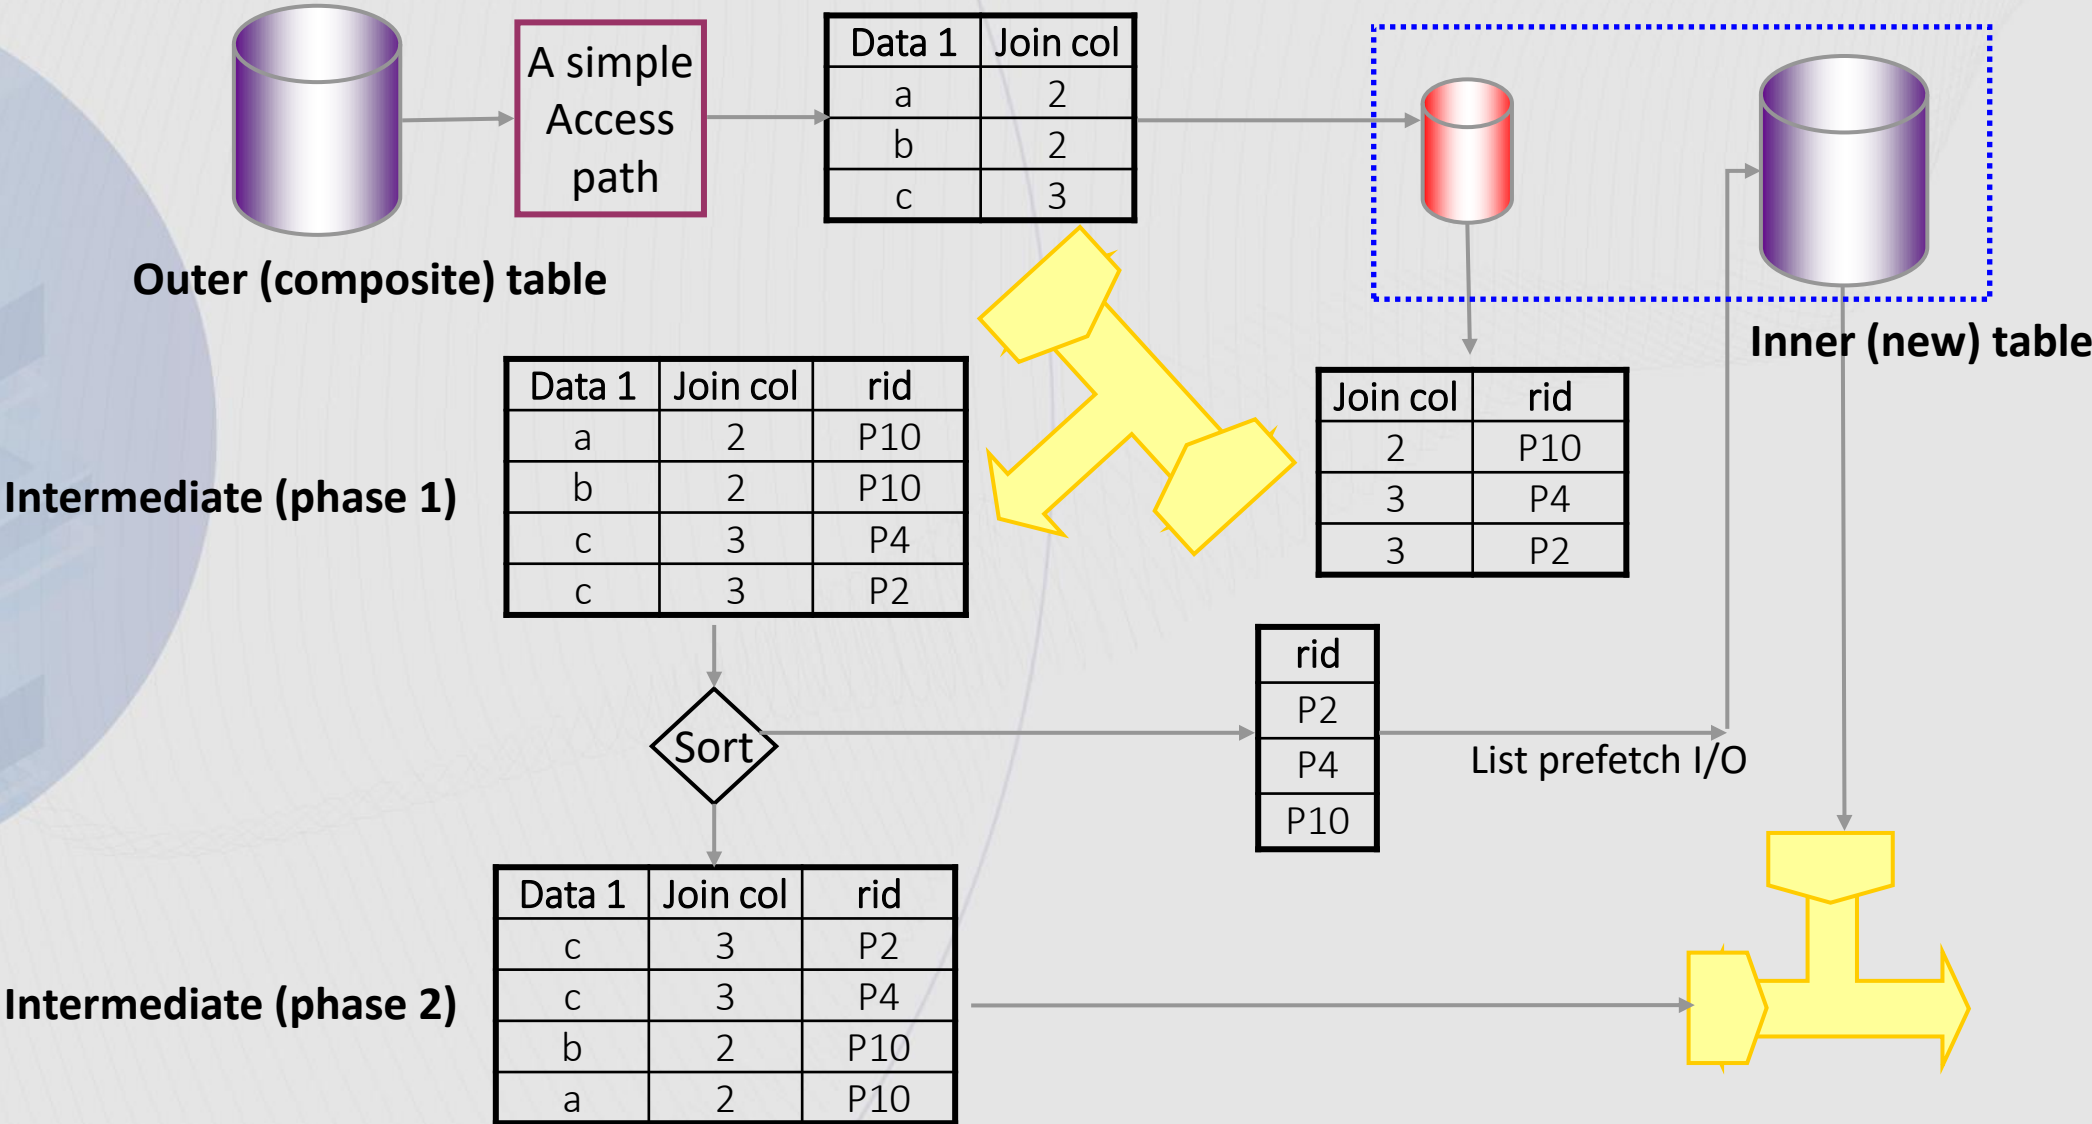 A simple
Access
path
Data 1 Join col
a 2
b 2
c 3
Outer (composite) table
Inner (new) table
Data 1 Join col rid
a 2 P10
b 2 P10
c 3 P4
c 3 P2
Intermediate (phase 1)
Join col rid
2 P10
3 P4
3 P2
Sort
rid
P2
P4
P10
List prefetch I/O
Data 1 Join col rid
c 3 P2
c 3 P4
b 2 P10
a 2 P10
Intermediate (phase 2)